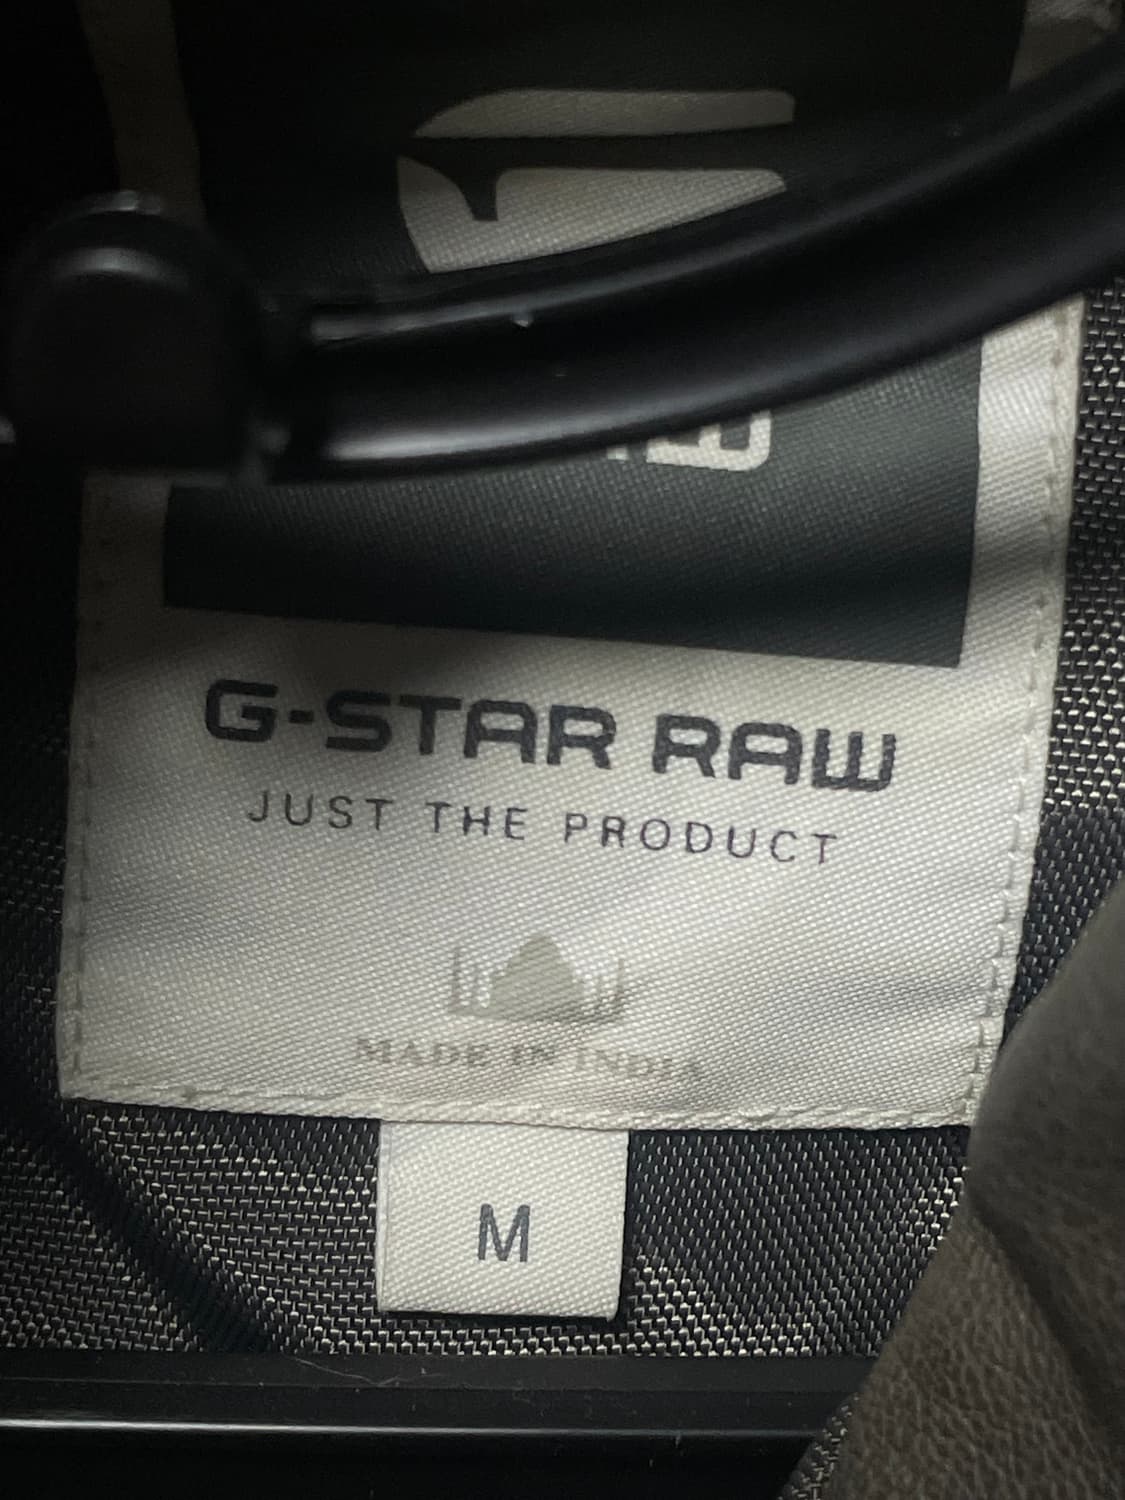 G-STAR RAW
JUST THE PRODUCT
MADE IN INDIA
M